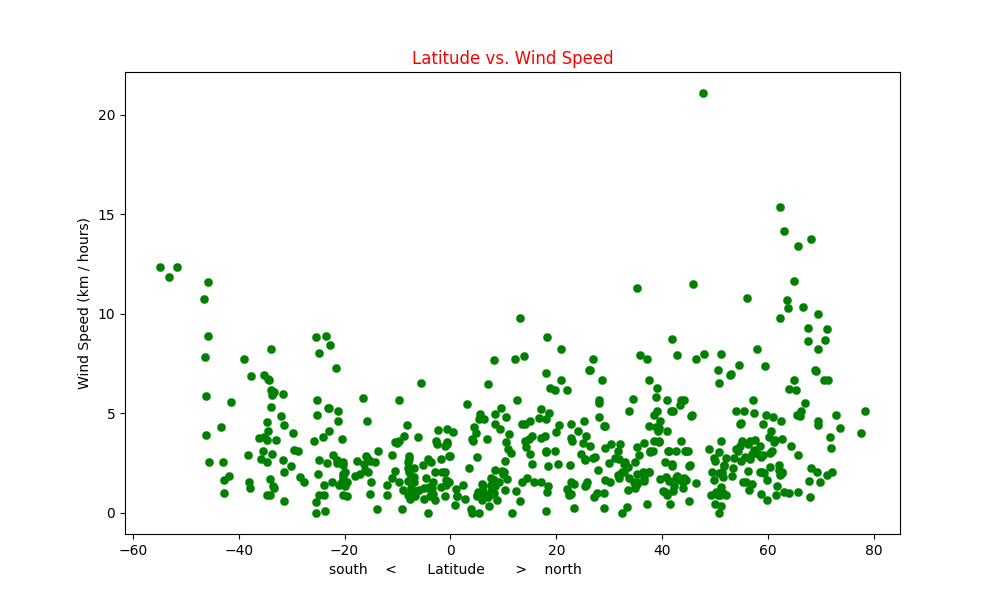 Latitude vs. Wind Speed
Wind Speed (km / hours)
20
15
10
5
0
−60 −40 −20 0 20 40 60 80
south < Latitude > north